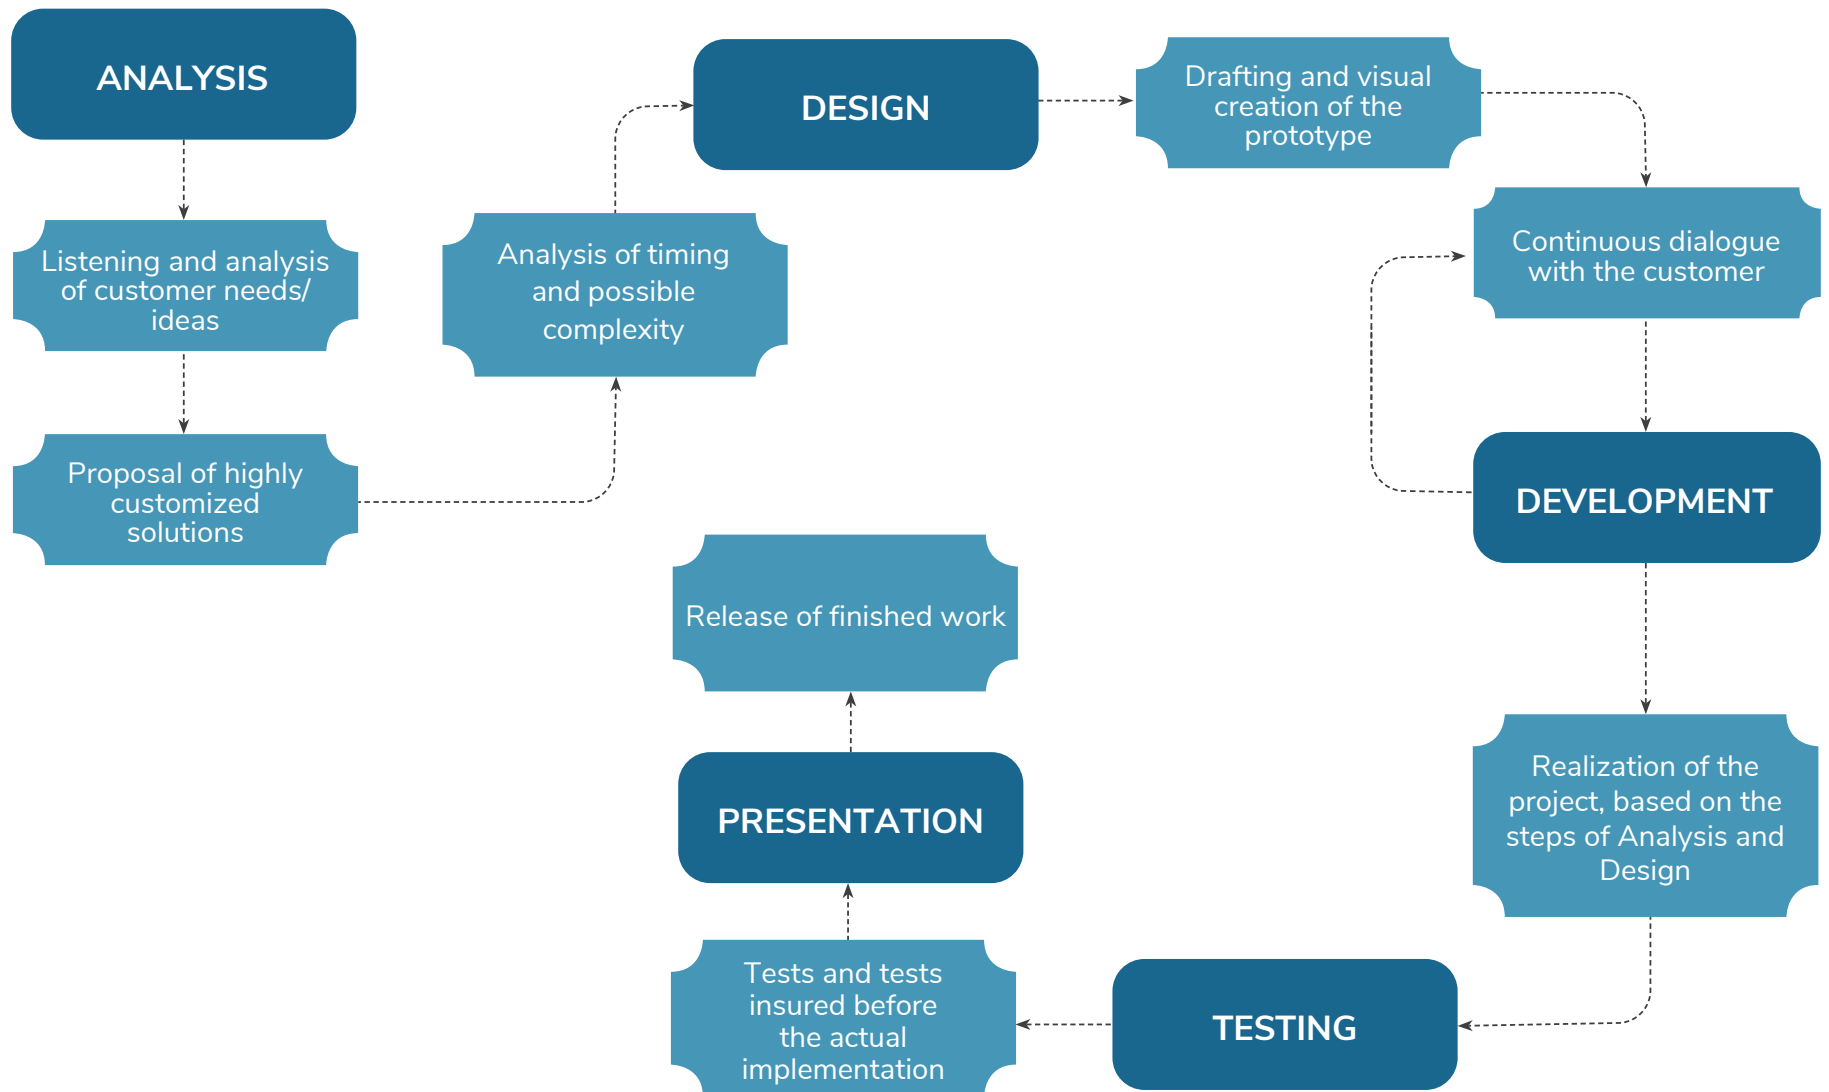 ANALYSIS
Listening and analysis
of customer needs/
ideas
Proposal of highly
customized
solutions
Analysis of timing
and possible
complexity
DESIGN
Drafting and visual
creation of the
prototype
Continuous dialogue
with the customer
DEVELOPMENT
Realization of the
project, based on the
steps of Analysis and
Design
TESTING
Tests and tests
insured before
the actual
implementation
PRESENTATION
Release of finished work